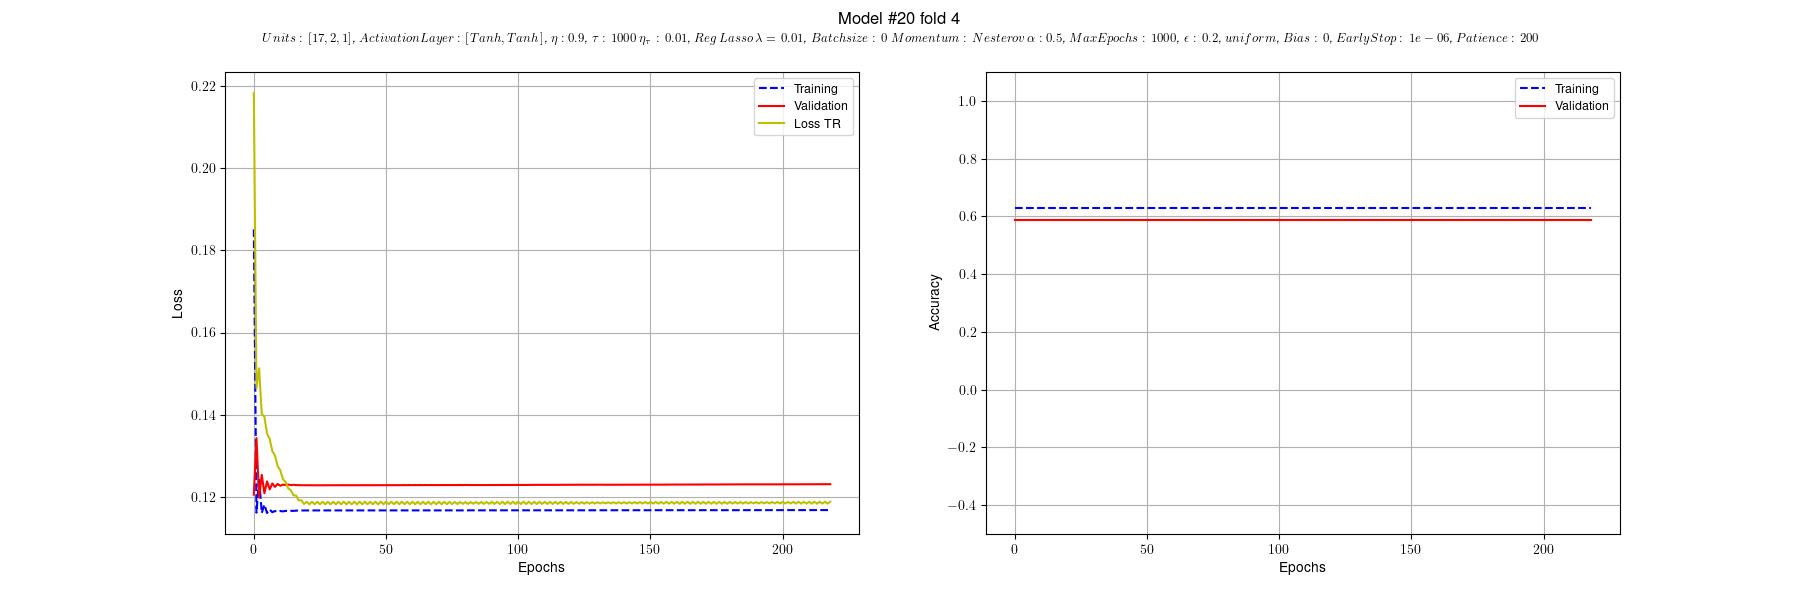 Model #20 fold 4
Units : [17, 2, 1], ActivationLayer : [Tanh, Tanh], η : 0.9, τ : 1000 η_τ : 0.01, Reg Lasso λ = 0.01, Batchsize : 0 Momentum : Nesterov α : 0.5, MaxEpochs : 1000, ϵ : 0.2, uniform, Bias : 0, EarlyStop : 1e − 06, Patience : 200
Training
Validation
Loss TR
0.22
0.20
0.18
0.16
0.14
0.12
Loss
0 50 100 150 200
Epochs
Training
Validation
1.0
0.8
0.6
0.4
0.2
0.0
−0.2
−0.4
Accuracy
0 50 100 150 200
Epochs